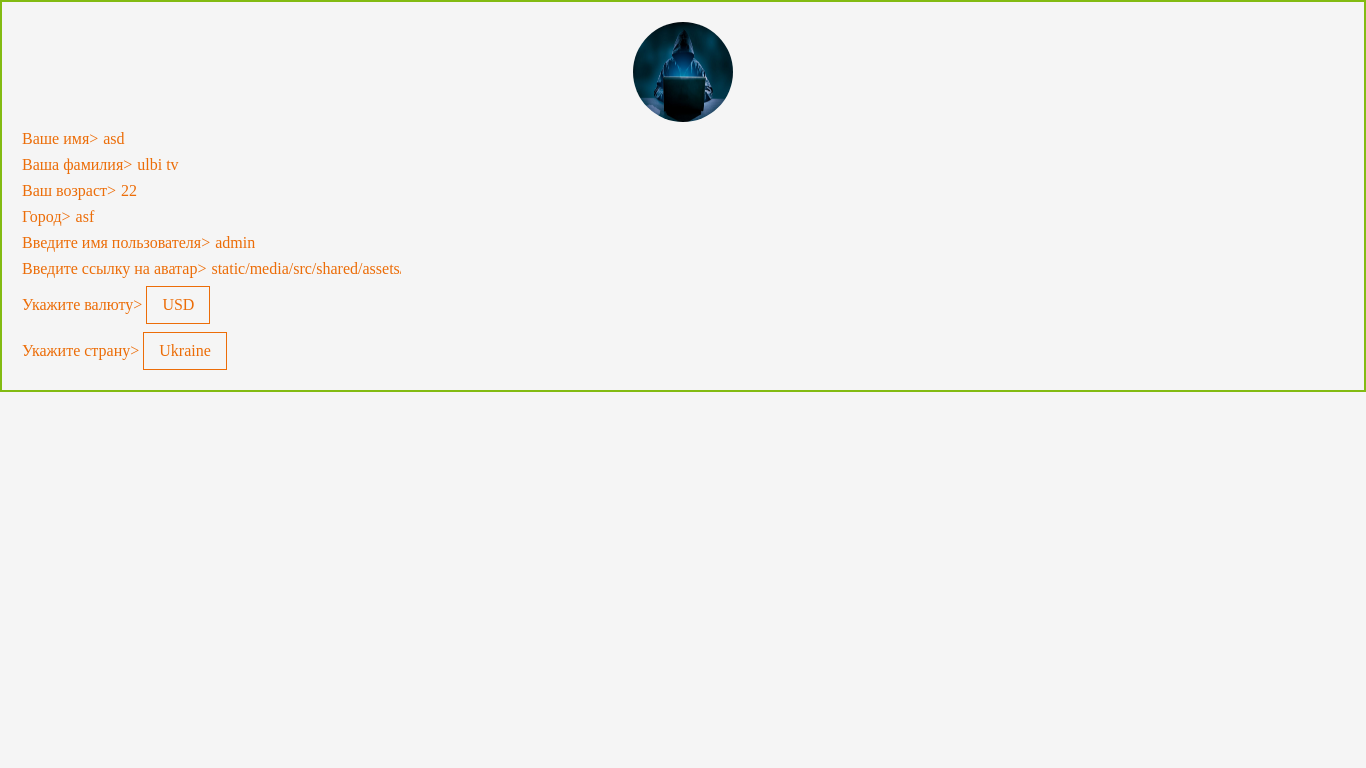 Ваше имя> asd
Ваша фамилия> ulbi tv
Ваш возраст> 22
Город> asf
Введите имя пользователя> admin
Введите ссылку на аватар> static/media/src/shared/assets
Укажите валюту> USD
Укажите страну> Ukraine